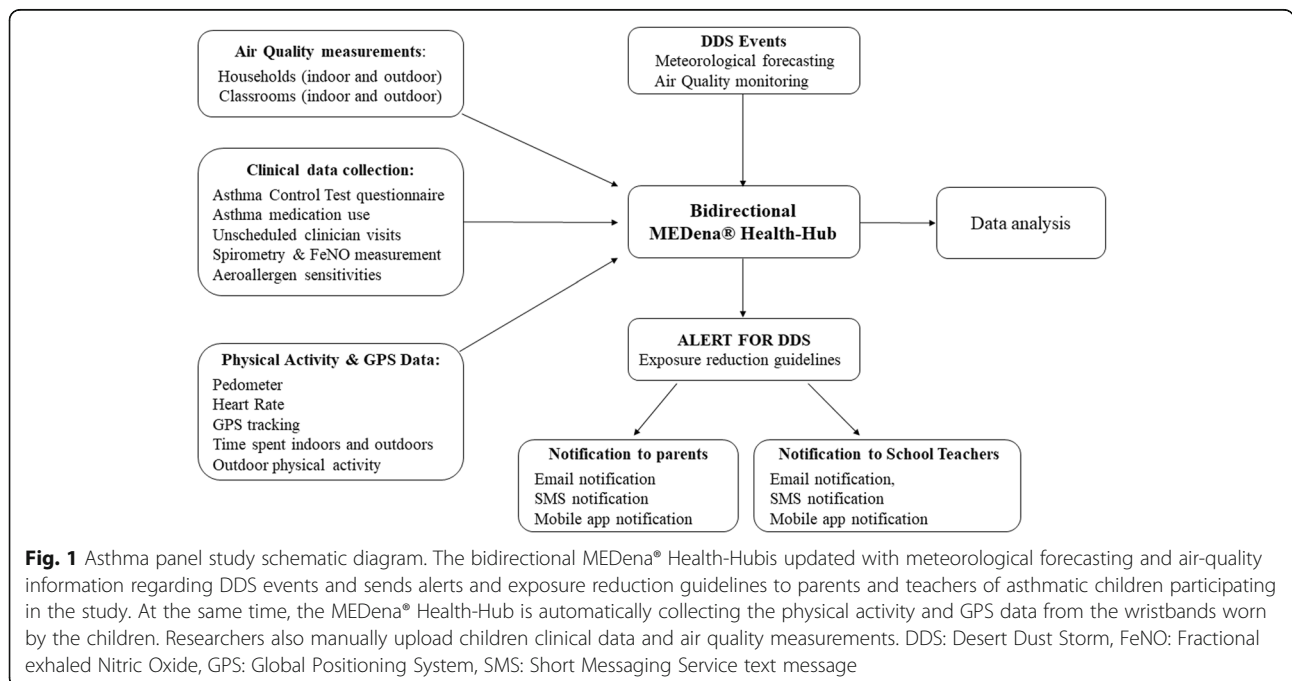 Air Quality measurements:
Households (indoor and outdoor)
Classrooms (indoor and outdoor)
DDS Events
Meteorological forecasting
Air Quality monitoring
Clinical data collection:
Asthma Control Test questionnaire
Asthma medication use
Unscheduled clinician visits
Spirometry & FeNO measurement
Aeroallergen sensitivities
Bidirectional
MEDena® Health-Hub
Data analysis
Physical Activity & GPS Data:
Pedometer
Heart Rate
GPS tracking
Time spent indoors and outdoors
Outdoor physical activity
ALERT FOR DDS
Exposure reduction guidelines
Notification to parents
Email notification
SMS notification
Mobile app notification
Notification to School Teachers
Email notification,
SMS notification
Mobile app notification
Fig. 1 Asthma panel study schematic diagram. The bidirectional MEDena® Health-Hubis updated with meteorological forecasting and air-quality
information regarding DDS events and sends alerts and exposure reduction guidelines to parents and teachers of asthmatic children participating
in the study. At the same time, the MEDena® Health-Hub is automatically collecting the physical activity and GPS data from the wristbands worn
by the children. Researchers also manually upload children clinical data and air quality measurements. DDS: Desert Dust Storm, FeNO: Fractional
exhaled Nitric Oxide, GPS: Global Positioning System, SMS: Short Messaging Service text message